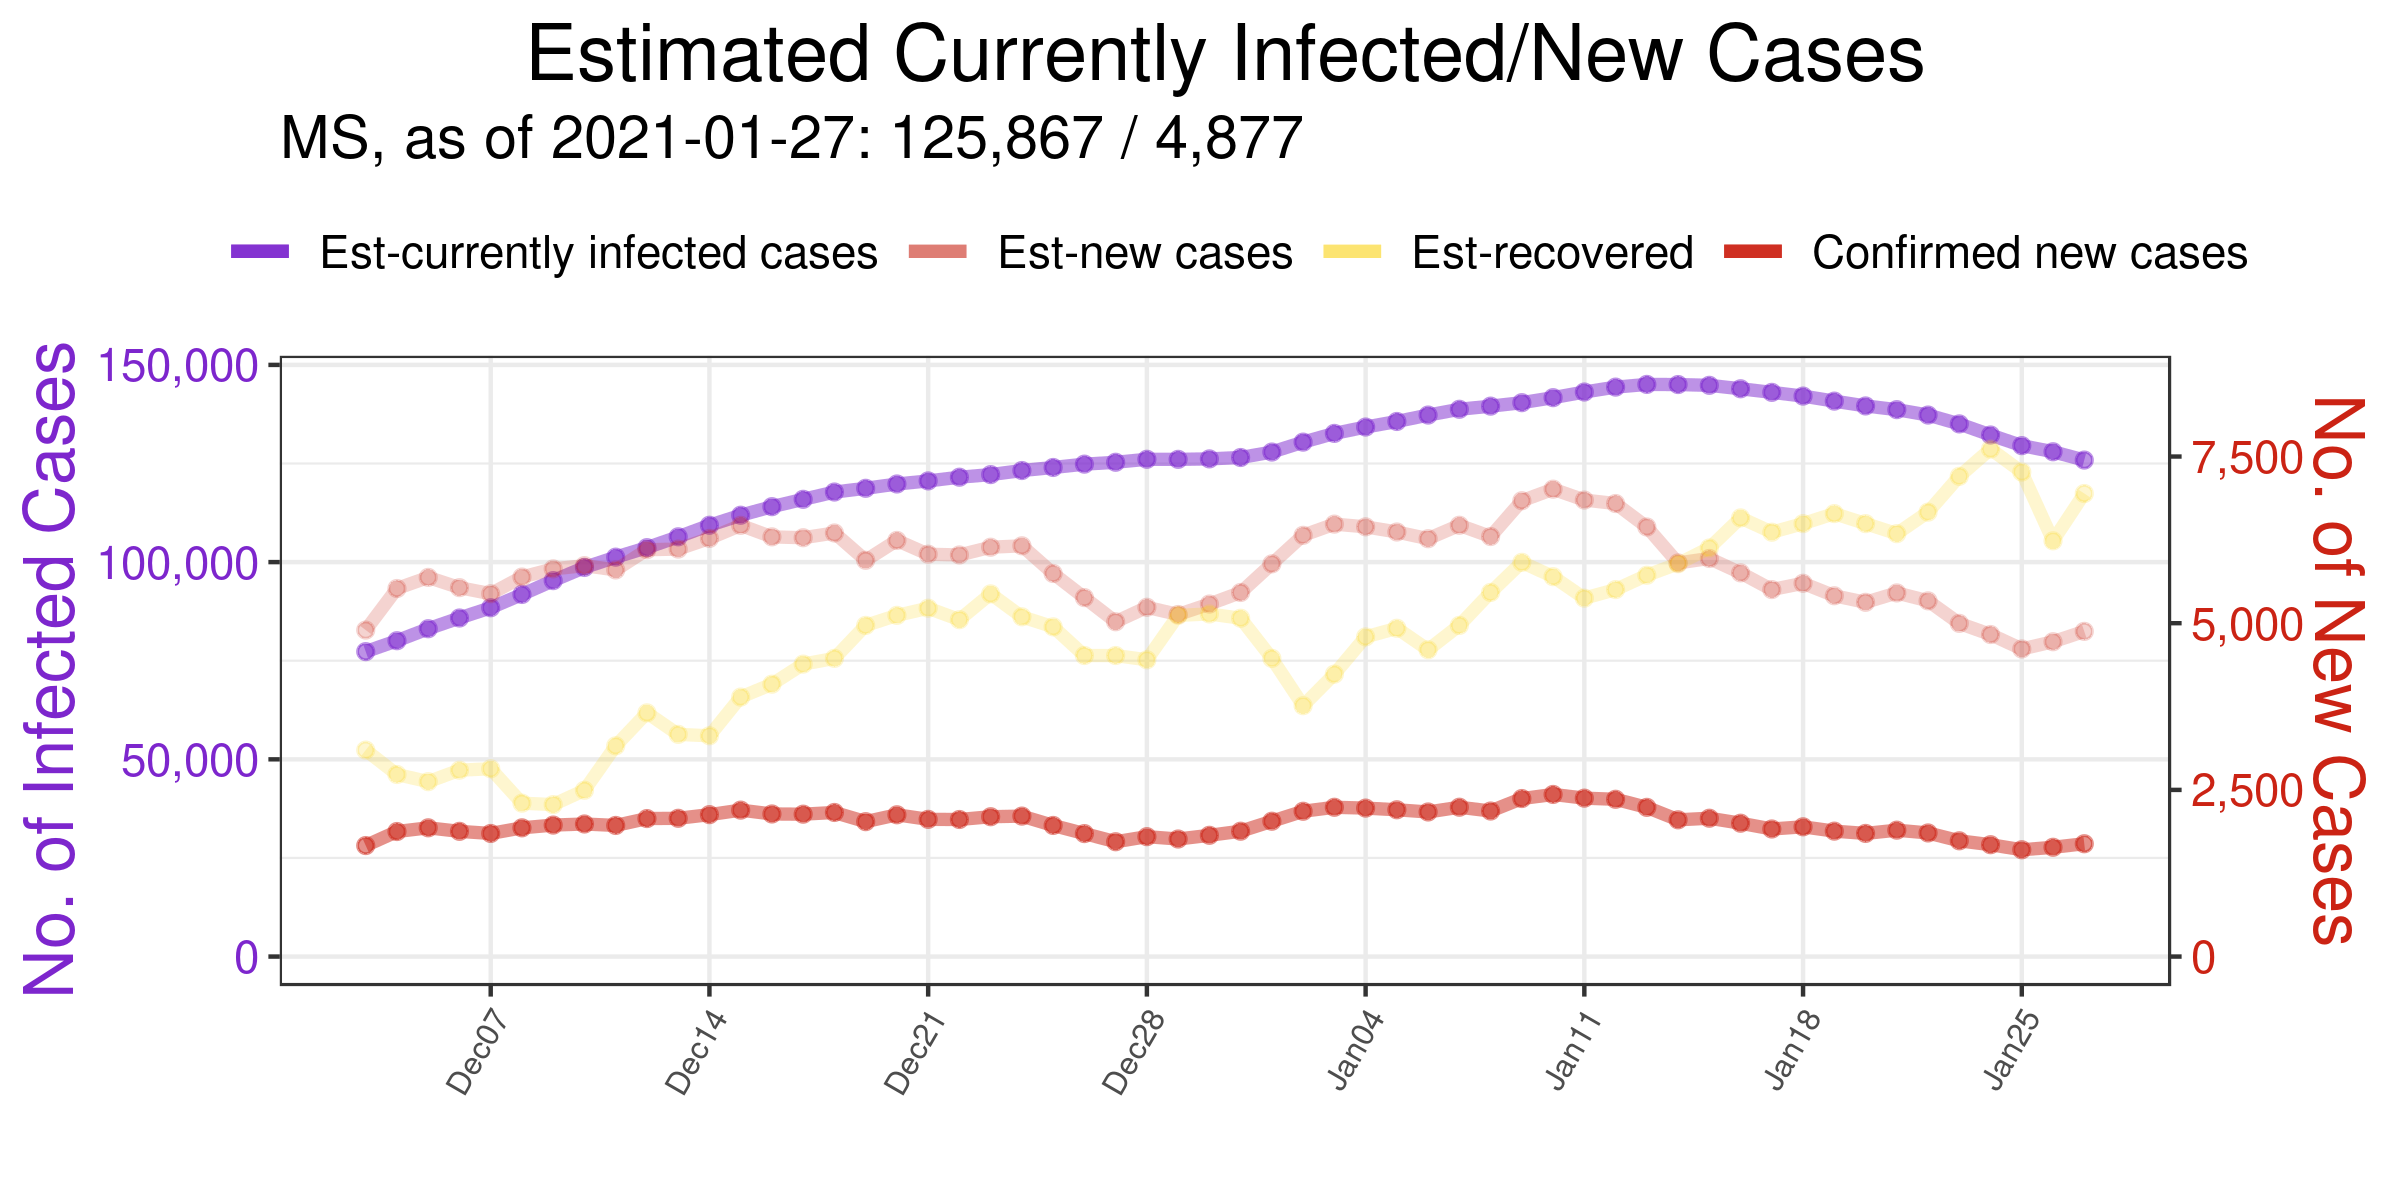 Estimated Currently Infected/New Cases
MS, as of 2021-01-27: 125,867 / 4,877
Est-currently infected cases Est-new cases Est-recovered Confirmed new cases
No. of Infected Cases
150,000
100,000
50,000
0
7,500
5,000
2,500
0
No. of New Cases
Dec07 Dec14 Dec21 Dec28 Jan04 Jan11 Jan18 Jan25